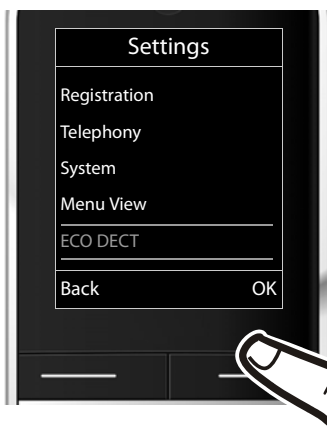 Settings
Registration
Telephony
System
Menu View
ECO DECT
Back OK